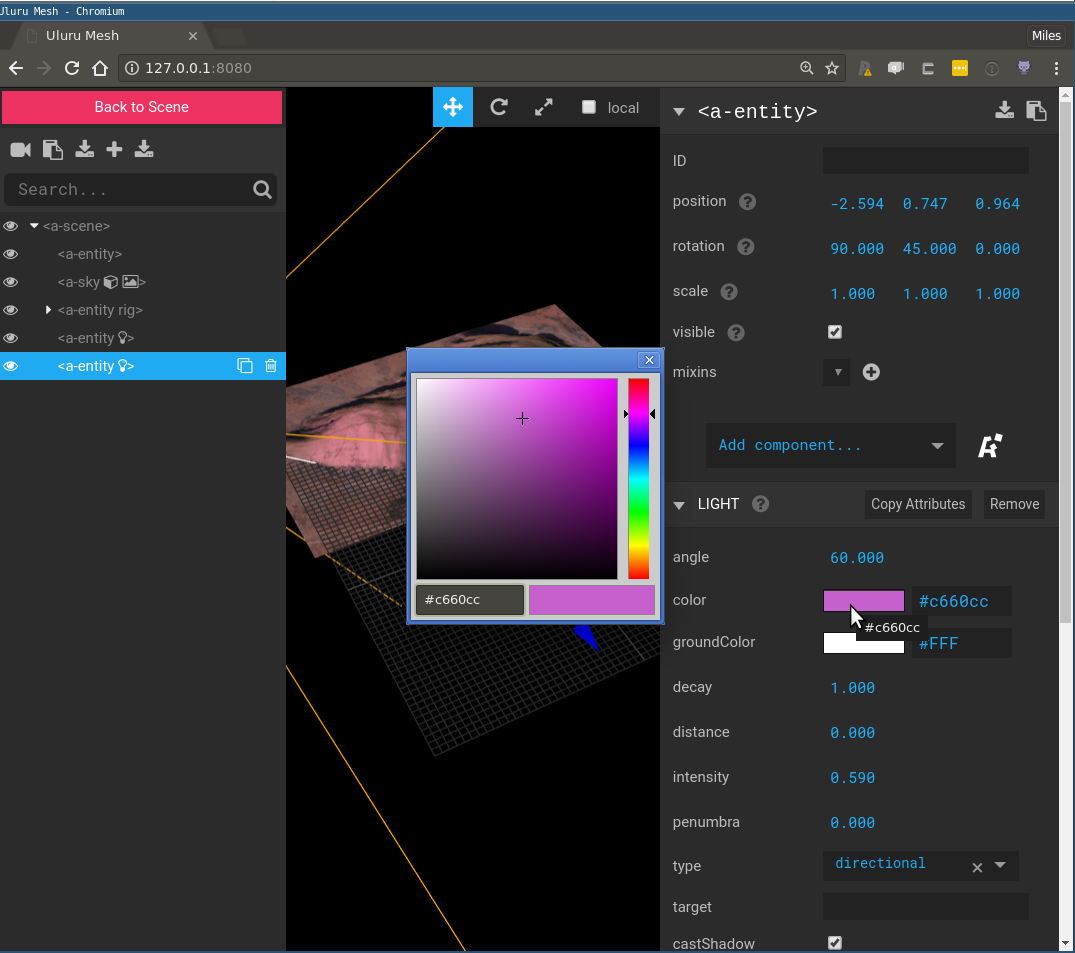 Uluru Mesh - Chromium
Uluru Mesh
Miles
127.0.0.1:8080
Back to Scene
local
Search...
<a-scene>
<a-entity>
<a-sky >
<a-entity rig>
<a-entity >
<a-entity >
#c660cc
<a-entity>
ID
position -2.594 0.747 0.964
rotation 90.000 45.000 0.000
scale 1.000 1.000 1.000
visible
mixins
Add component...
LIGHT Copy Attributes Remove
angle 60.000
color #c660cc
#c660cc
groundColor #FFF
decay 1.000
distance 0.000
intensity 0.590
penumbra 0.000
type directional
target
castShadow